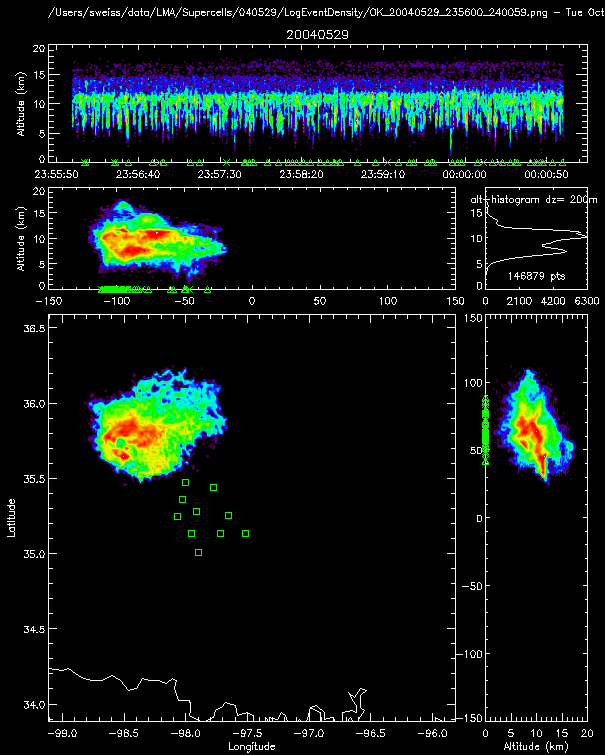 /Users/sweiss/data/LMA/Supercells/040529/LogEventDensity/OK_20040529_235600_240059.png - Tue Oct
20040529
Altitude (km)
20
15
10
5
0
23:55:50 23:56:40 23:57:30 23:58:20 23:59:10 00:00:00 00:00:50
Altitude (km)
20
15
10
5
0
-150 -100 -50 0 50 100 150
alt-histogram dz= 200m
20
15
10
5
0
146879 pts
0 2100 4200 6300
Latitude
36.5
36.0
35.5
35.0
34.5
34.0
-99.0 -98.5 -98.0 -97.5 -97.0 -96.5 -96.0
Longitude
150
100
50
0
-50
-100
-150
0 5 10 15 20
Altitude (km)